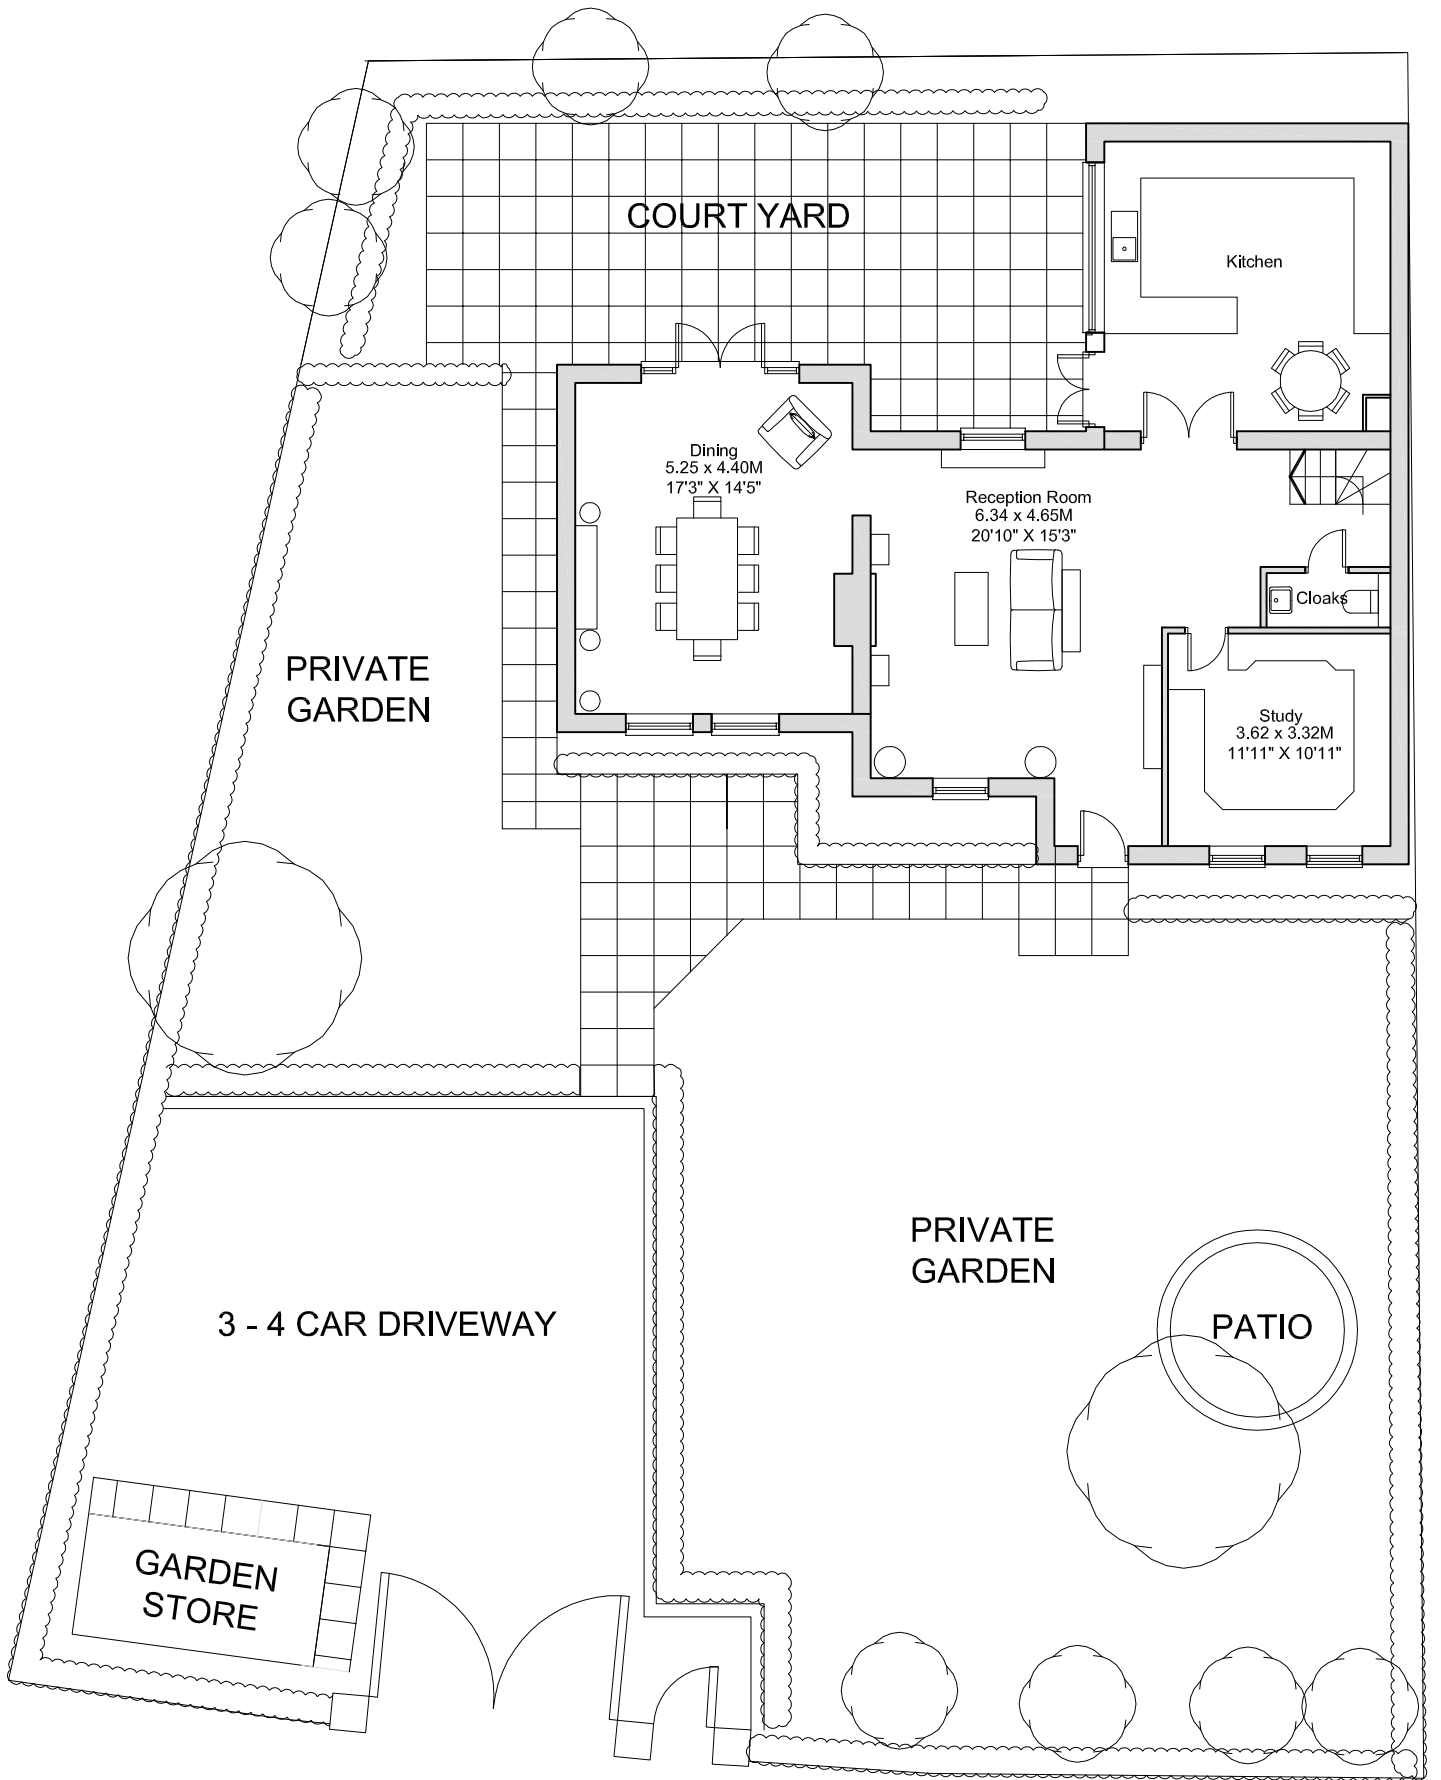 COURT YARD
Kitchen
Dining
5.25 x 4.40M
17'3" X 14'5"
Reception Room
6.34 x 4.65M
20'10" X 15'3"
Cloaks
PRIVATE
GARDEN
Study
3.62 x 3.32M
11'11" X 10'11"
PRIVATE
GARDEN
3 - 4 CAR DRIVEWAY
PATIO
GARDEN
STORE